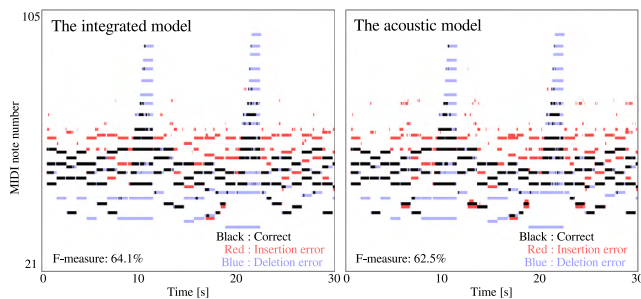 The integrated model
The acoustic model
105
MIDI note number
21
Black : Correct
Red : Insertion error
Blue : Deletion error
F-measure: 64.1%
Black : Correct
Red : Insertion error
Blue : Deletion error
F-measure: 62.5%
0 10 20 30
0 10 20 30
Time [s]
Time [s]